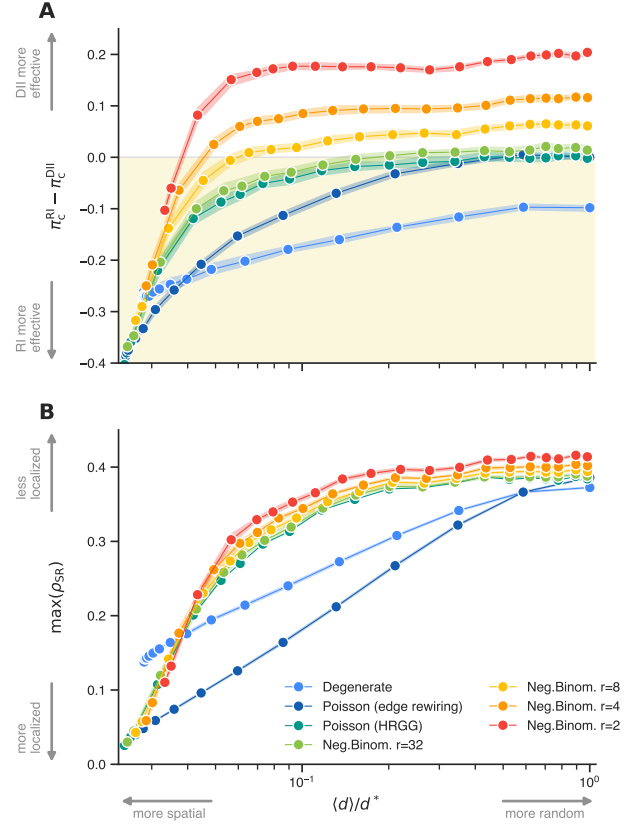 A
DII more
effective
RI more
effective
π_c^RI − π_c^DII
0.2
0.1
0.0
−0.1
−0.2
−0.3
−0.4
B
less
localized
more
localized
max(ρ_SR)
0.4
0.3
0.2
0.1
0.0
Degenerate
Poisson (edge rewiring)
Poisson (HRGG)
Neg.Binom. r=32
Neg.Binom. r=8
Neg.Binom. r=4
Neg.Binom. r=2
10⁻¹
10⁰
⟨d⟩/d*
more spatial
more random